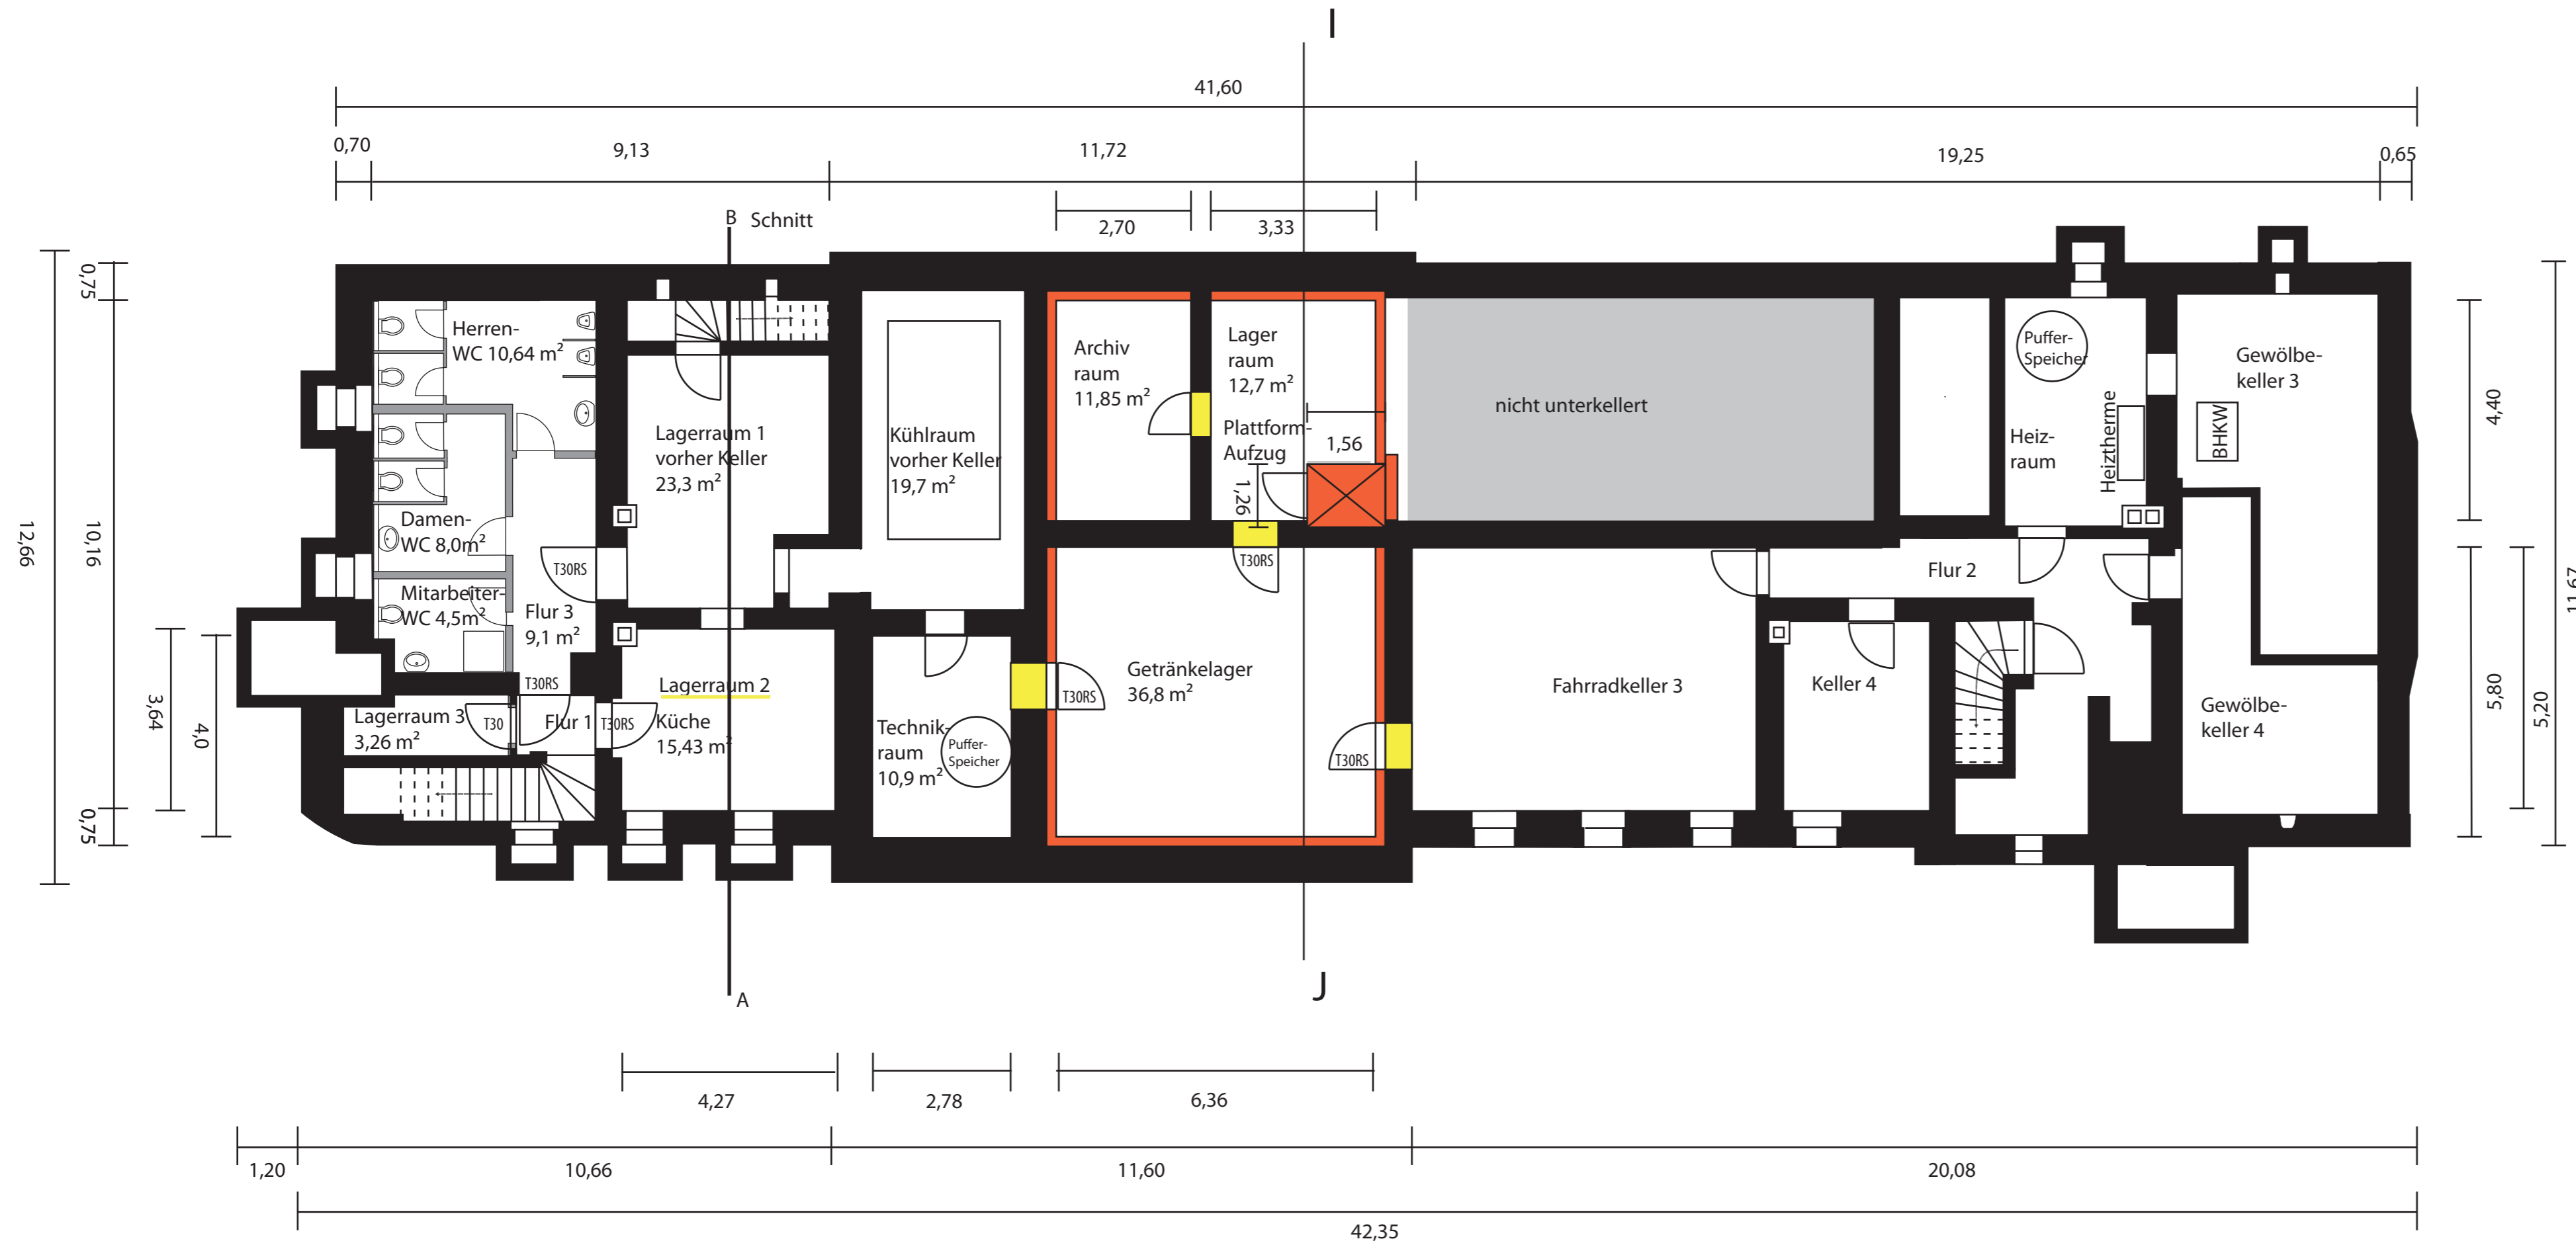 I
41,60
0,70
9,13
11,72
19,25
0,65
2,70
3,33
B
Schnitt
12,66
0,75
10,16
0,75
3,64
4,0
Herren-
WC 10,64 m²
Damen-
WC 8,0m²
Mitarbeiter-
WC 4,5m²
Flur 3
9,1 m²
T30RS
T30RS
Lagerraum 3
3,26 m²
T30
Flur 1
T30RS
Lagerraum 1
vorher Keller
23,3 m²
Lagerraum 2
Küche
15,43 m²
Kühlraum
vorher Keller
19,7 m²
Technik-
raum
10,9 m²
Puffer-
Speicher
Archiv
raum
11,85 m²
Lager
raum
12,7 m²
Plattform-
Aufzug
1,56
1,26
T30RS
T30RS
Getränkelager
36,8 m²
T30RS
nicht unterkellert
Fahrradkeller 3
Keller 4
Flur 2
Puffer-
Speicher
Heiz-
raum
Heiztherme
Gewölbe-
keller 3
BHKW
Gewölbe-
keller 4
4,40
5,80
5,20
11,67
A
J
4,27
2,78
6,36
1,20
10,66
11,60
20,08
42,35